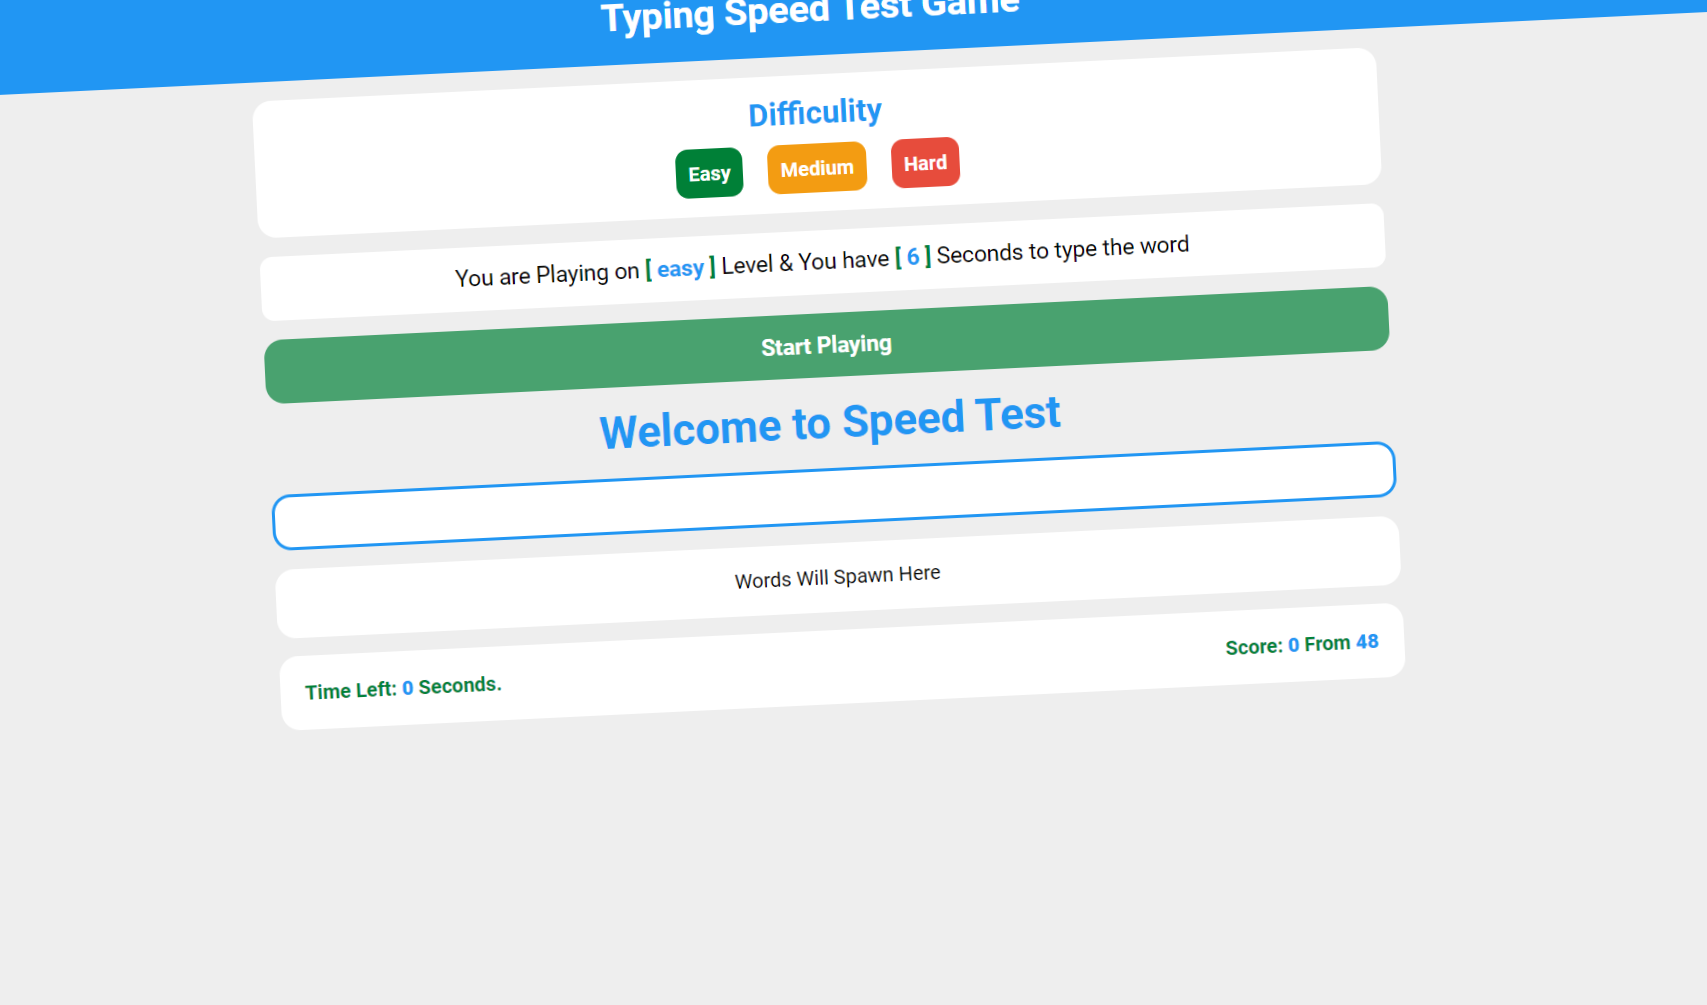 Typing Speed Test Game
Difficulity
Easy Medium Hard
You are Playing on [ easy ] Level & You have [ 6 ] Seconds to type the word
Start Playing
Welcome to Speed Test
Words Will Spawn Here
Time Left: 0 Seconds. Score: 0 From 48